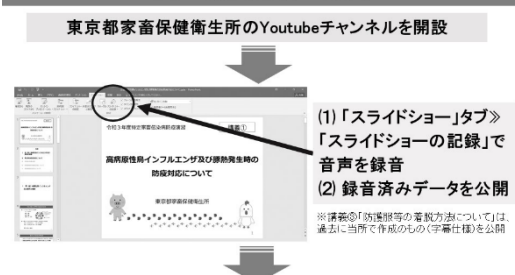 東京都家畜保健衛生所のYoutubeチャンネルを開設
令和3年度特定家畜伝染病防疫演習
講義①
高病原性鳥インフルエンザ及び豚熱発生時の
防疫対応について
東京都家畜保健衛生所
(1)「スライドショー」タブ≫
「スライドショーの記録」で
音声を録音
(2) 録音済みデータを公開
※講義③「防護服等の着脱方法について」は、
過去に当所で作成のもの(字幕仕様)を公開